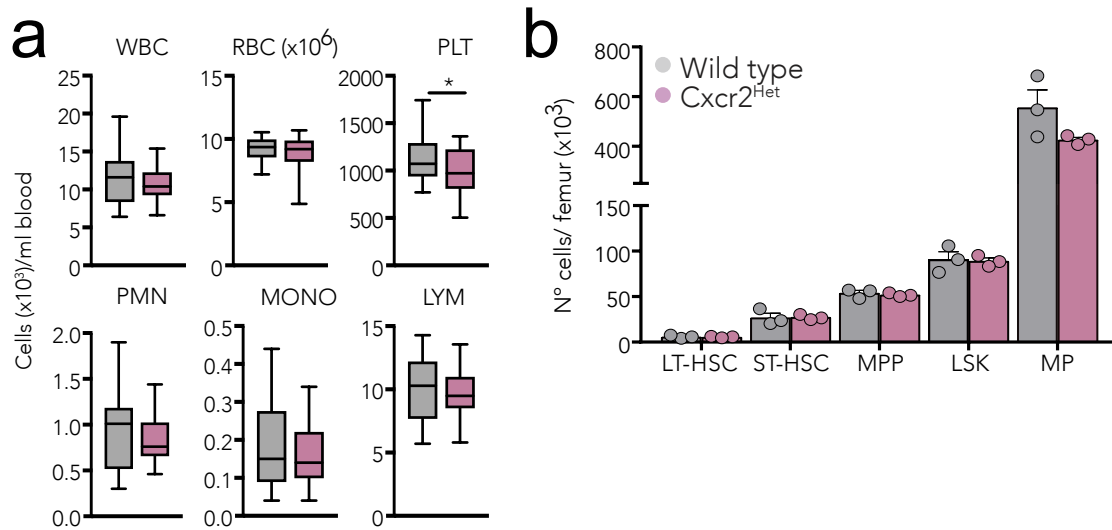 a
WBC
RBC (x10⁶)
PLT
Cells (x10³)/ml blood
25
20
15
10
5
0
15
10
5
0
2000
1500
1000
500
0
*
PMN
MONO
LYM
2.0
1.5
1.0
0.5
0.0
0.5
0.4
0.3
0.2
0.1
0.0
15
10
5
0
b
Nº cells/ femur (x10³)
800
600
400
150
100
50
0
Wild type
Cxcr2ᴴᵉᵗ
LT-HSC
ST-HSC
MPP
LSK
MP